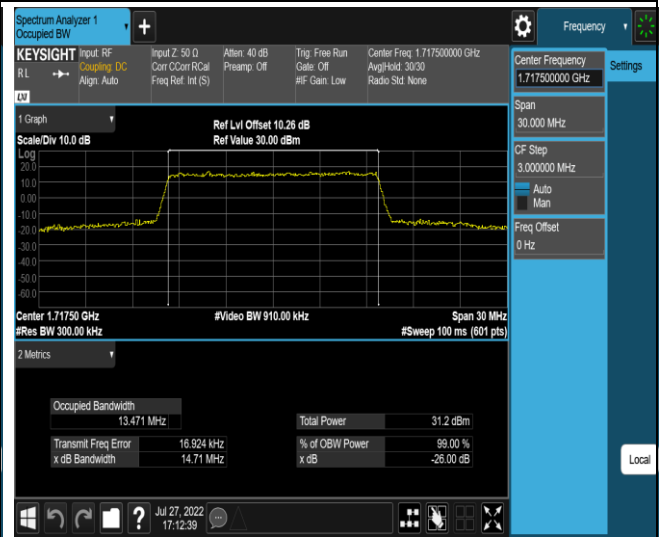 Spectrum Analyzer 1
Occupied BW
+
Frequency
KEYSIGHT
RL
LXI
Input: RF
Coupling: DC
Align: Auto
Input Z: 50 Ω
Corr CCorr RCal
Freq Ref: Int (S)
Atten: 40 dB
Preamp: Off
Trig: Free Run
Gate: Off
#IF Gain: Low
Center Freq: 1.717500000 GHz
Avg|Hold: 30/30
Radio Std: None
Center Frequency
1.717500000 GHz
Settings
Span
30.000 MHz
CF Step
3.000000 MHz
Auto
Man
Freq Offset
0 Hz
1 Graph
Scale/Div 10.0 dB
Ref Lvl Offset 10.26 dB
Ref Value 30.00 dBm
Log
20.0
10.0
0.00
-10.0
-20.0
-30.0
-40.0
-50.0
-60.0
Center 1.71750 GHz
#Video BW 910.00 kHz
Span 30 MHz
#Res BW 300.00 kHz
#Sweep 100 ms (601 pts)
2 Metrics
Occupied Bandwidth
13.471 MHz
Total Power 31.2 dBm
Transmit Freq Error 16.924 kHz
% of OBW Power 99.00 %
x dB Bandwidth 14.71 MHz
x dB -26.00 dB
Local
?
Jul 27, 2022
17:12:39